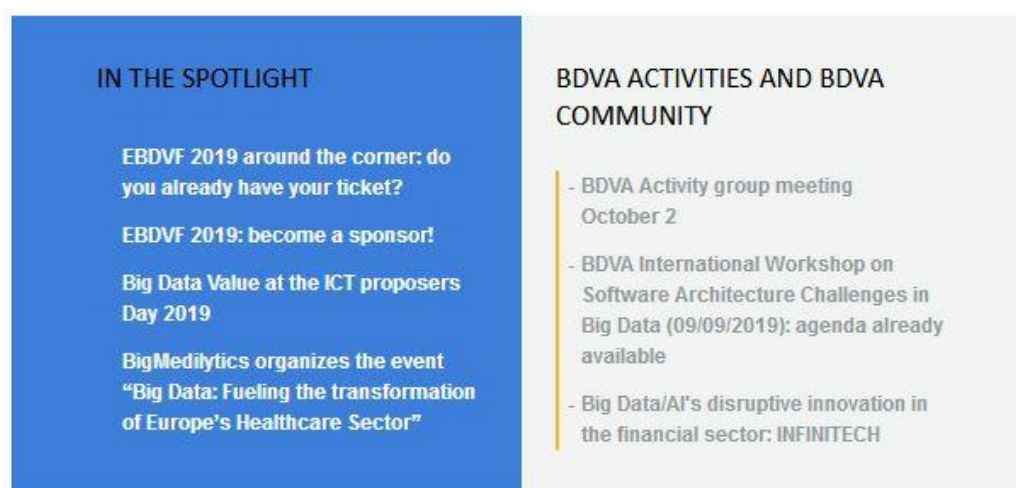 IN THE SPOTLIGHT
EBDVF 2019 around the corner: do
you already have your ticket?
EBDVF 2019: become a sponsor!
Big Data Value at the ICT proposers
Day 2019
BigMedilytics organizes the event
“Big Data: Fueling the transformation
of Europe’s Healthcare Sector”
BDVA ACTIVITIES AND BDVA
COMMUNITY
- BDVA Activity group meeting
October 2
- BDVA International Workshop on
Software Architecture Challenges in
Big Data (09/09/2019): agenda already
available
- Big Data/AI's disruptive innovation in
the financial sector: INFINITECH